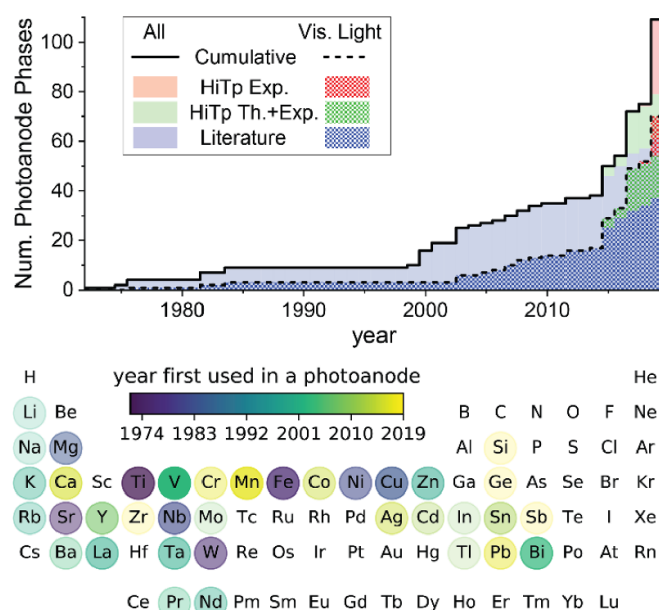 All Vis. Light
Cumulative
HiTp Exp.
HiTp Th.+Exp.
Literature
Num. Photoanode Phases
100
80
60
40
20
0
1980 1990 2000 2010
year
year first used in a photoanode
1974 1983 1992 2001 2010 2019
H He
Li Be B C N O F Ne
Na Mg Al Si P S Cl Ar
K Ca Sc Ti V Cr Mn Fe Co Ni Cu Zn Ga Ge As Se Br Kr
Rb Sr Y Zr Nb Mo Tc Ru Rh Pd Ag Cd In Sn Sb Te I Xe
Cs Ba La Hf Ta W Re Os Ir Pt Au Hg Tl Pb Bi Po At Rn
Ce Pr Nd Pm Sm Eu Gd Tb Dy Ho Er Tm Yb Lu